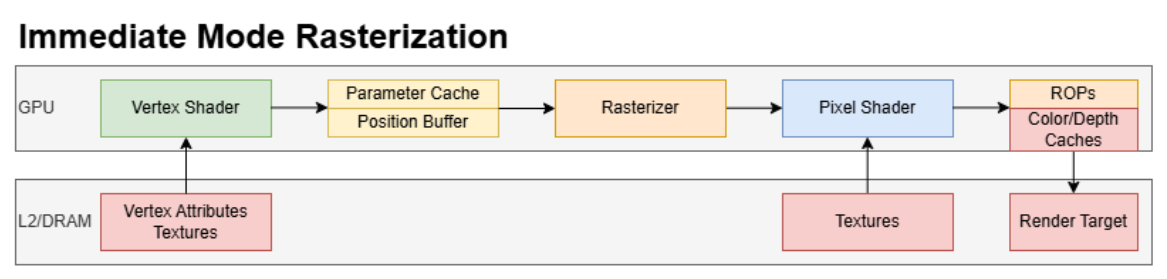 Immediate Mode Rasterization
GPU
Vertex Shader
Parameter Cache
Position Buffer
Rasterizer
Pixel Shader
ROPs
Color/Depth
Caches
L2/DRAM
Vertex Attributes
Textures
Textures
Render Target